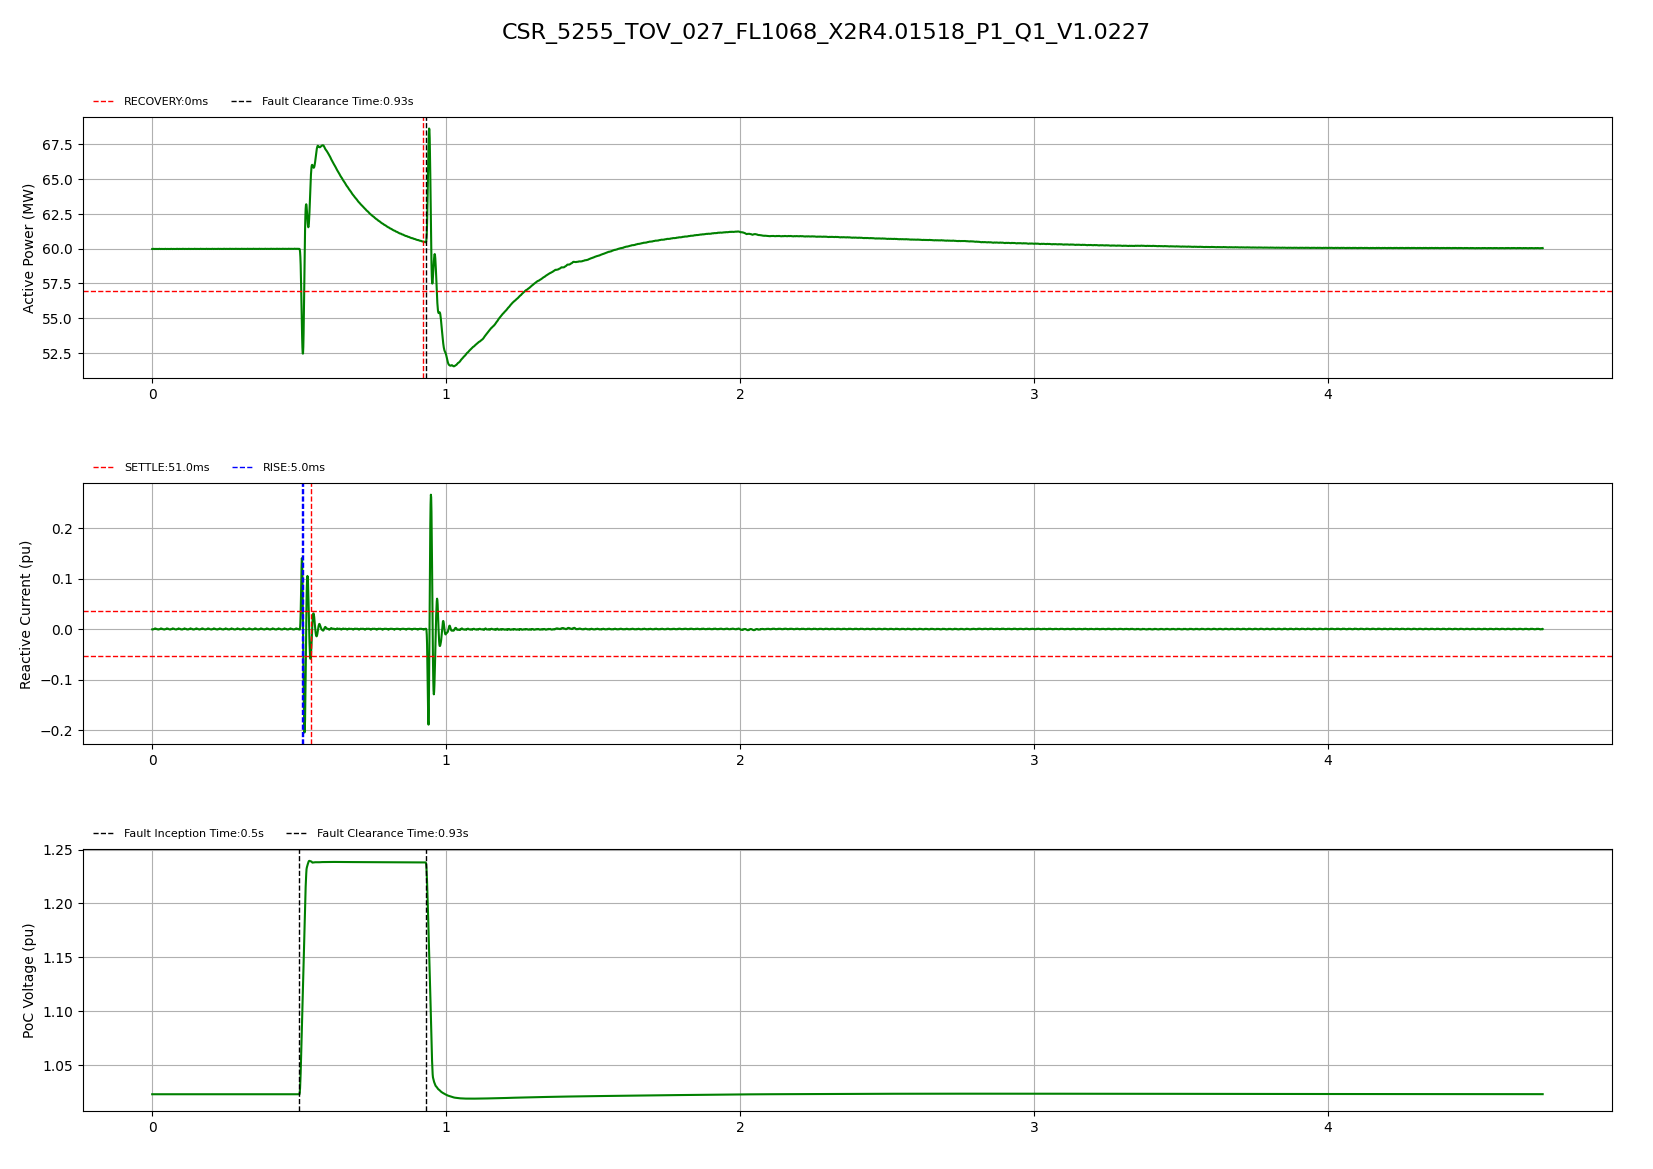 CSR_5255_TOV_027_FL1068_X2R4.01518_P1_Q1_V1.0227
RECOVERY:0ms Fault Clearance Time:0.93s
Active Power (MW)
67.5
65.0
62.5
60.0
57.5
55.0
52.5
0 1 2 3 4
SETTLE:51.0ms RISE:5.0ms
Reactive Current (pu)
0.2
0.1
0.0
−0.1
−0.2
0 1 2 3 4
Fault Inception Time:0.5s Fault Clearance Time:0.93s
PoC Voltage (pu)
1.25
1.20
1.15
1.10
1.05
0 1 2 3 4